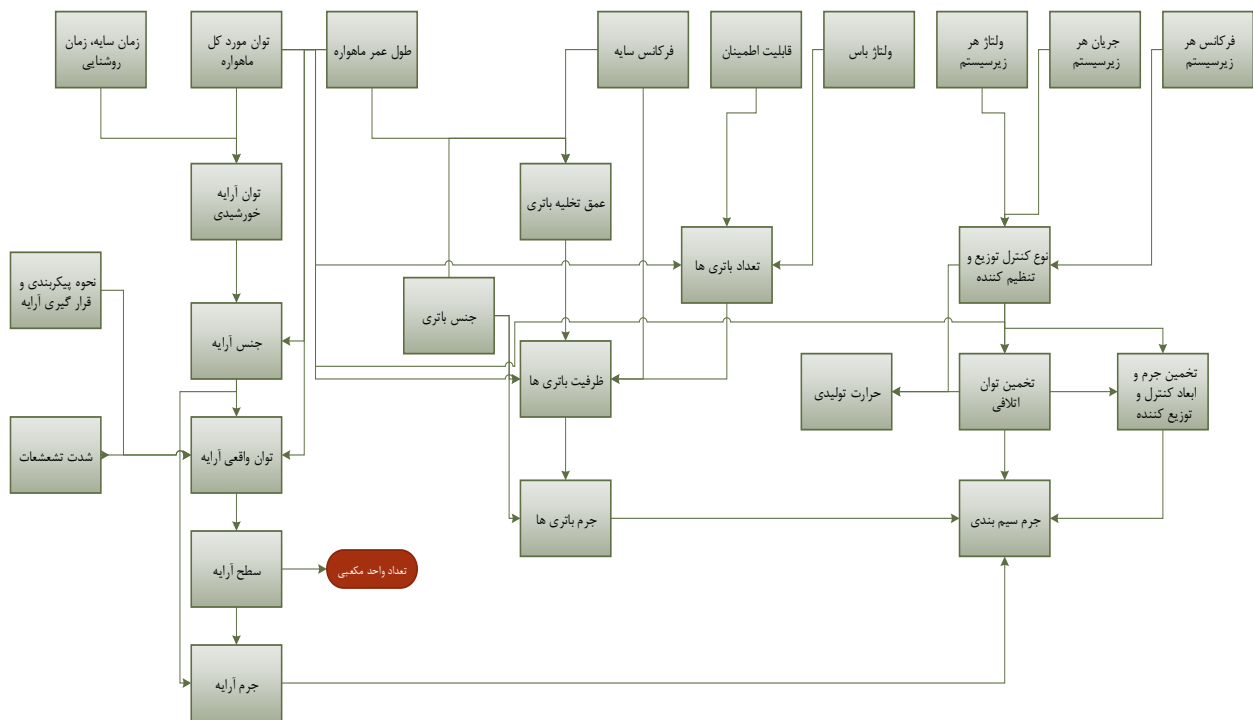 فرکانس هر
زیرسیستم
جریان هر
زیرسیستم
ولتاژ هر
زیرسیستم
ولتاژ باس
قابلیت اطمینان
فرکانس سایه
طول عمر ماهواره
توان مورد کل
ماهواره
زمان سایه، زمان
روشنایی
توان آرایه
خورشیدی
عمق تخلیه باتری
نوع کنترل توزیع و
تنظیم کننده
تعداد باتری ها
نحوه پیکربندی و
قرار گیری آرایه
جنس باتری
جنس آرایه
ظرفیت باتری ها
تخمین جرم و
ابعاد کنترل و
توزیع کننده
تخمین توان
اتلافی
حرارت تولیدی
توان واقعی آرایه
شدت تشعشعات
جرم سیم بندی
جرم باتری ها
سطح آرایه
تعداد واحد مکعبی
جرم آرایه